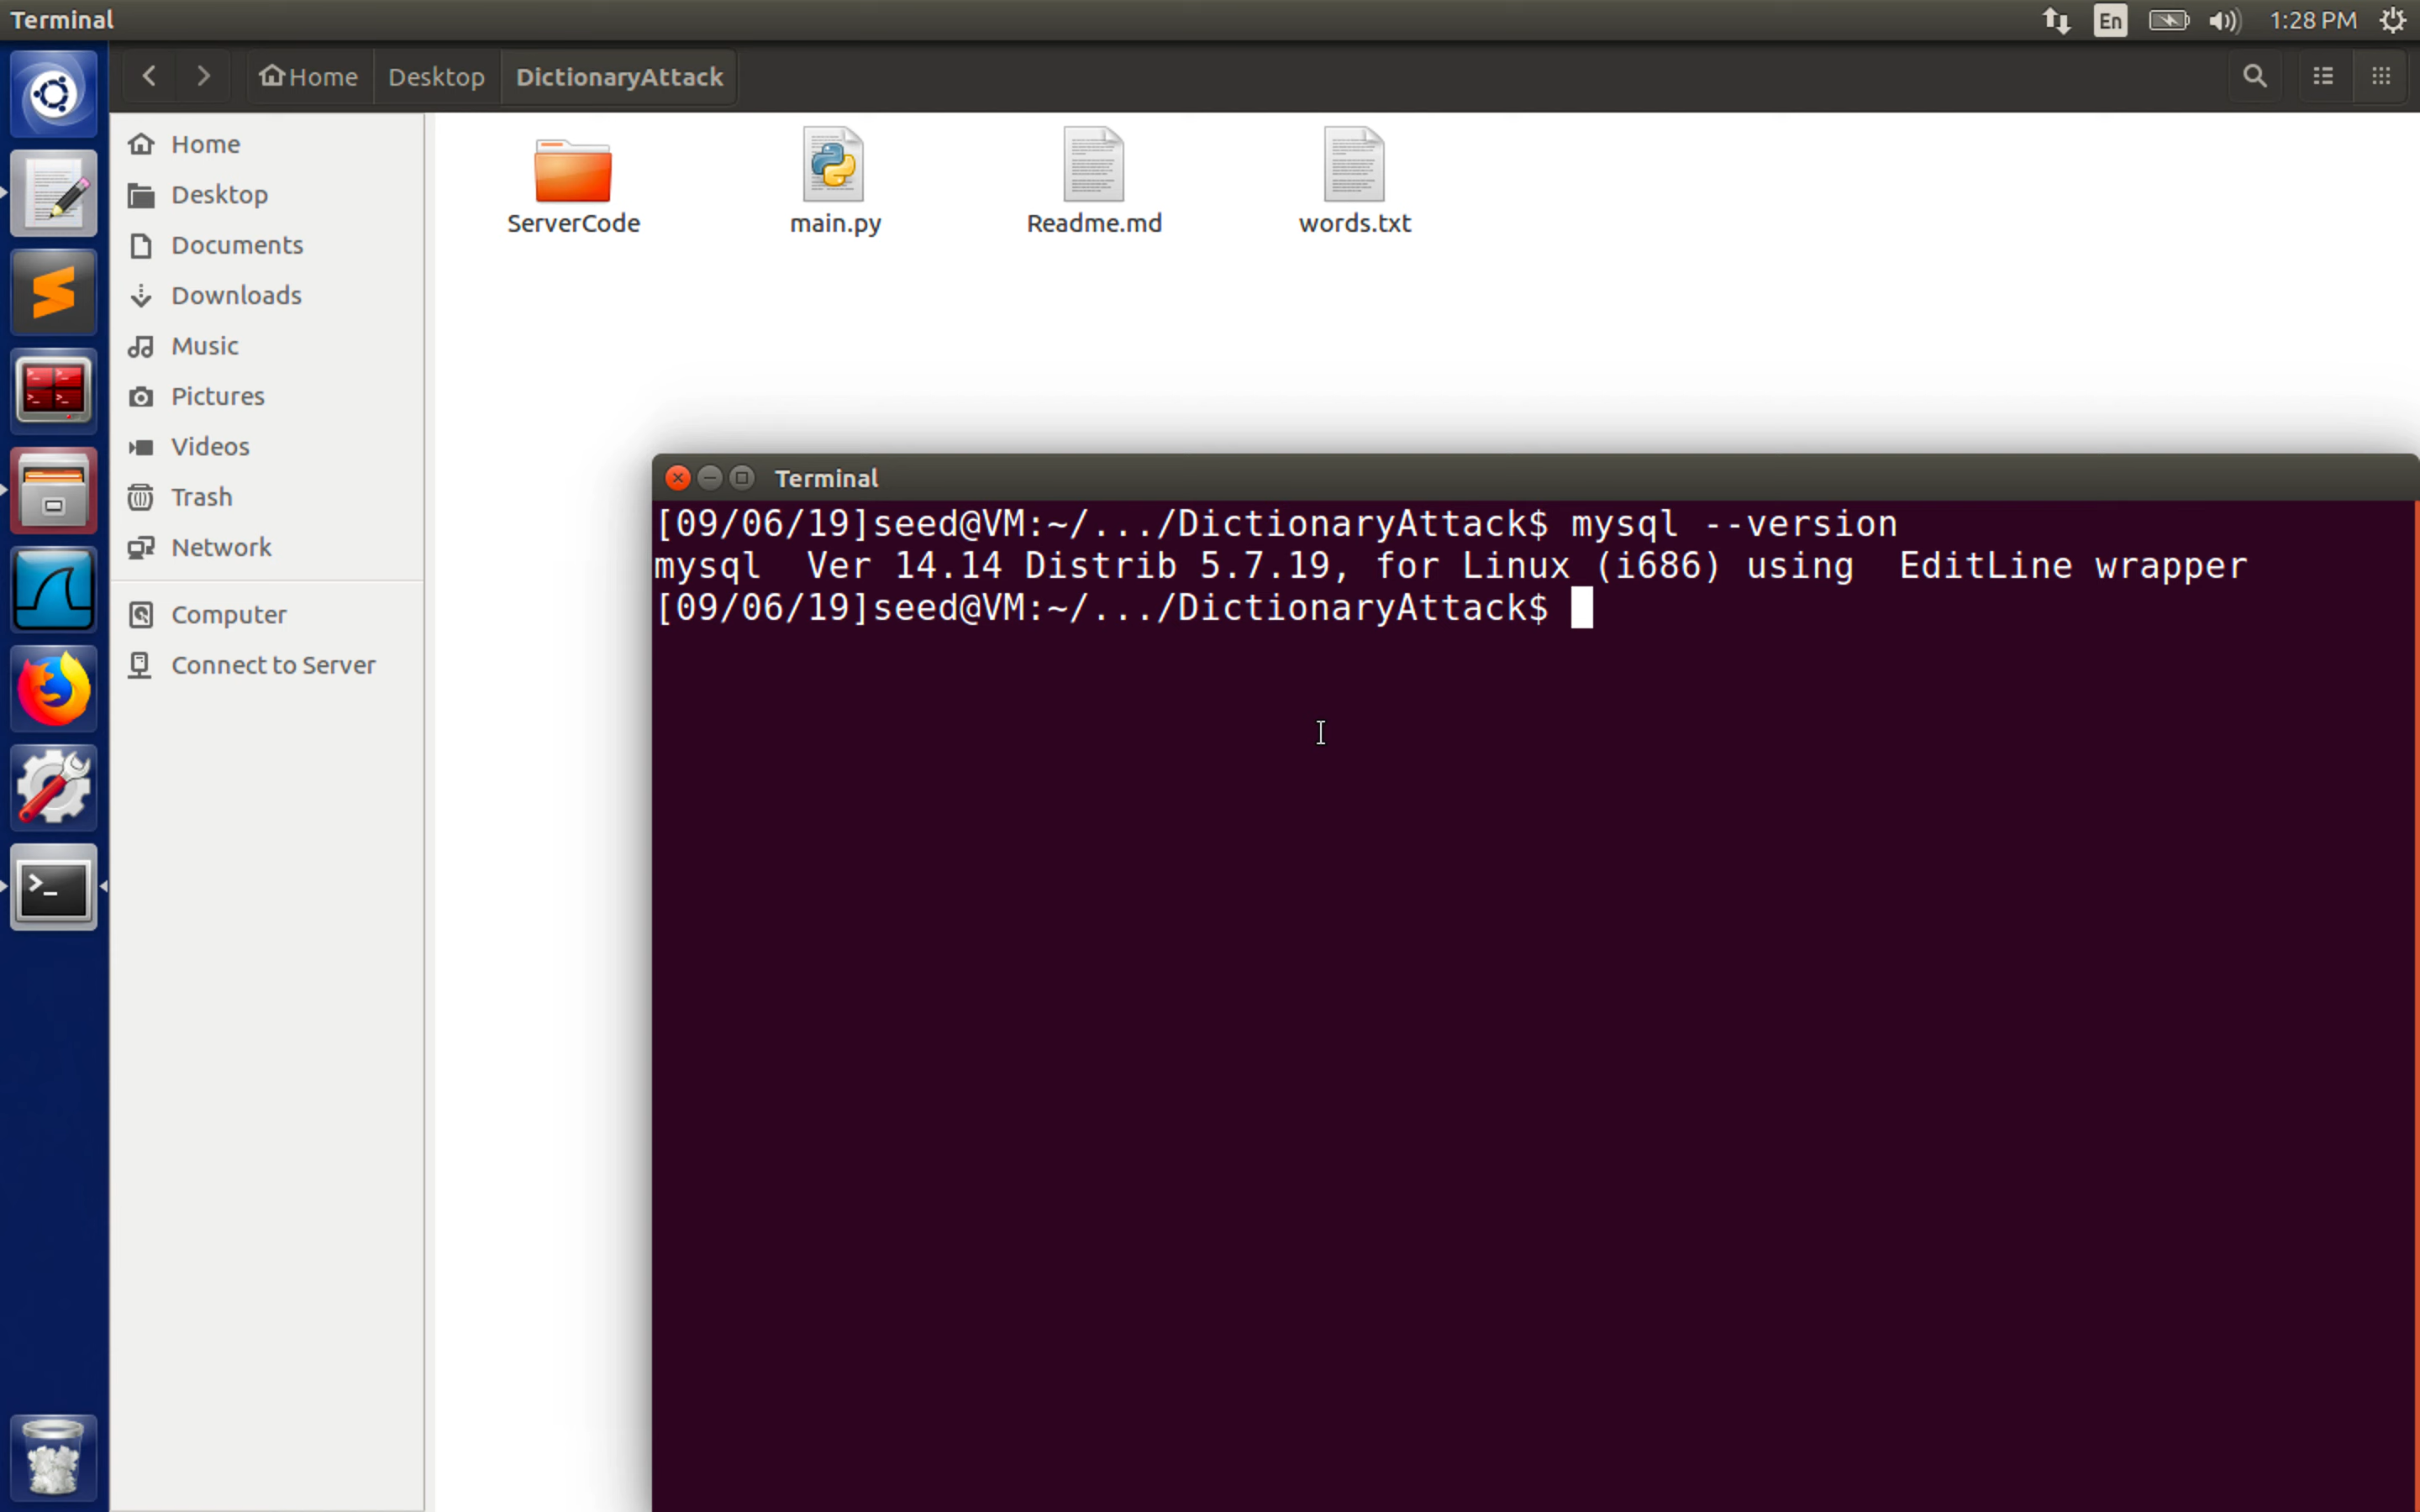 Terminal
En
1:28 PM
Home
Desktop
DictionaryAttack
Home
Desktop
Documents
Downloads
Music
Pictures
Videos
Trash
Network
Computer
Connect to Server
ServerCode
main.py
Readme.md
words.txt
Terminal
[09/06/19]seed@VM:~/.../DictionaryAttack$ mysql --version
mysql  Ver 14.14 Distrib 5.7.19, for Linux (i686) using  EditLine wrapper
[09/06/19]seed@VM:~/.../DictionaryAttack$